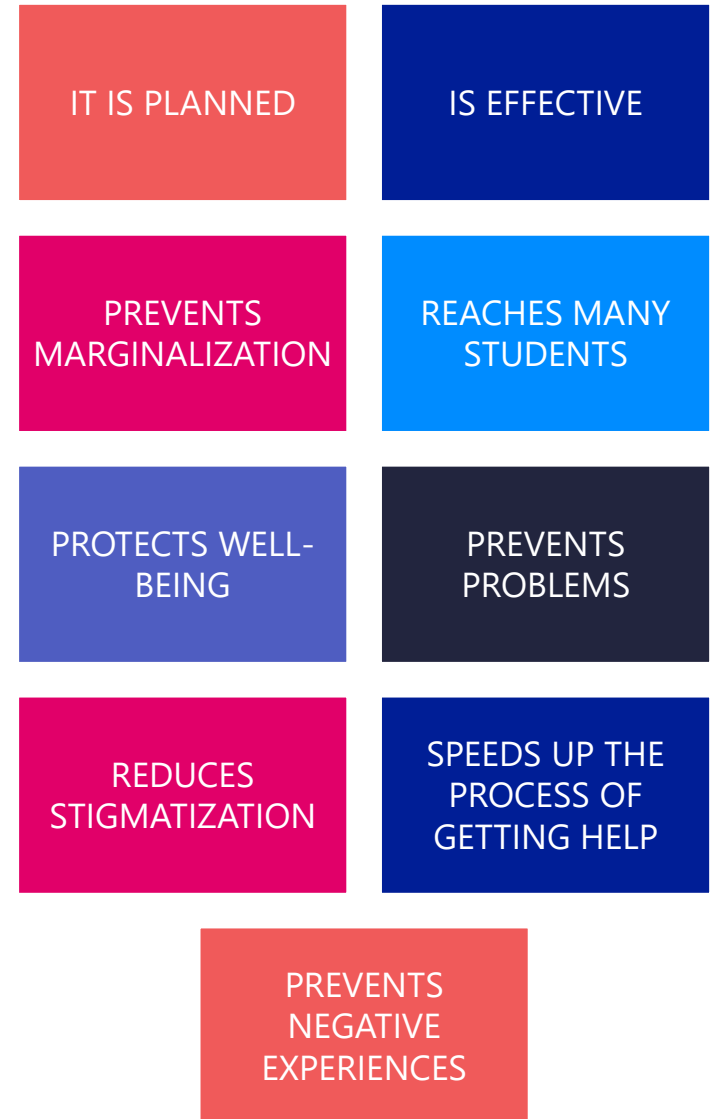 IT IS PLANNED
IS EFFECTIVE
PREVENTS
MARGINALIZATION
REACHES MANY
STUDENTS
PROTECTS WELL-
BEING
PREVENTS
PROBLEMS
REDUCES
STIGMATIZATION
SPEEDS UP THE
PROCESS OF
GETTING HELP
PREVENTS
NEGATIVE
EXPERIENCES